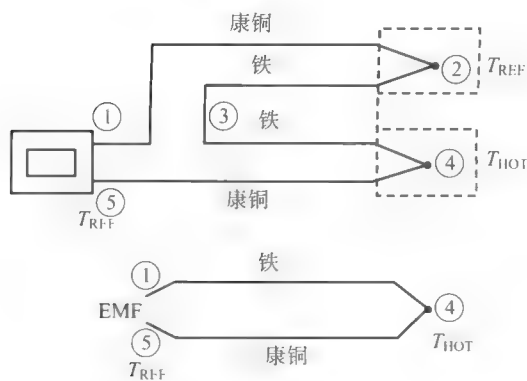 康铜
② T_REF
铁
①
③
铁
④ T_HOT
⑤
T_REF
康铜
铁
①
EMF
④
⑤
T_REF
康铜
T_HOT